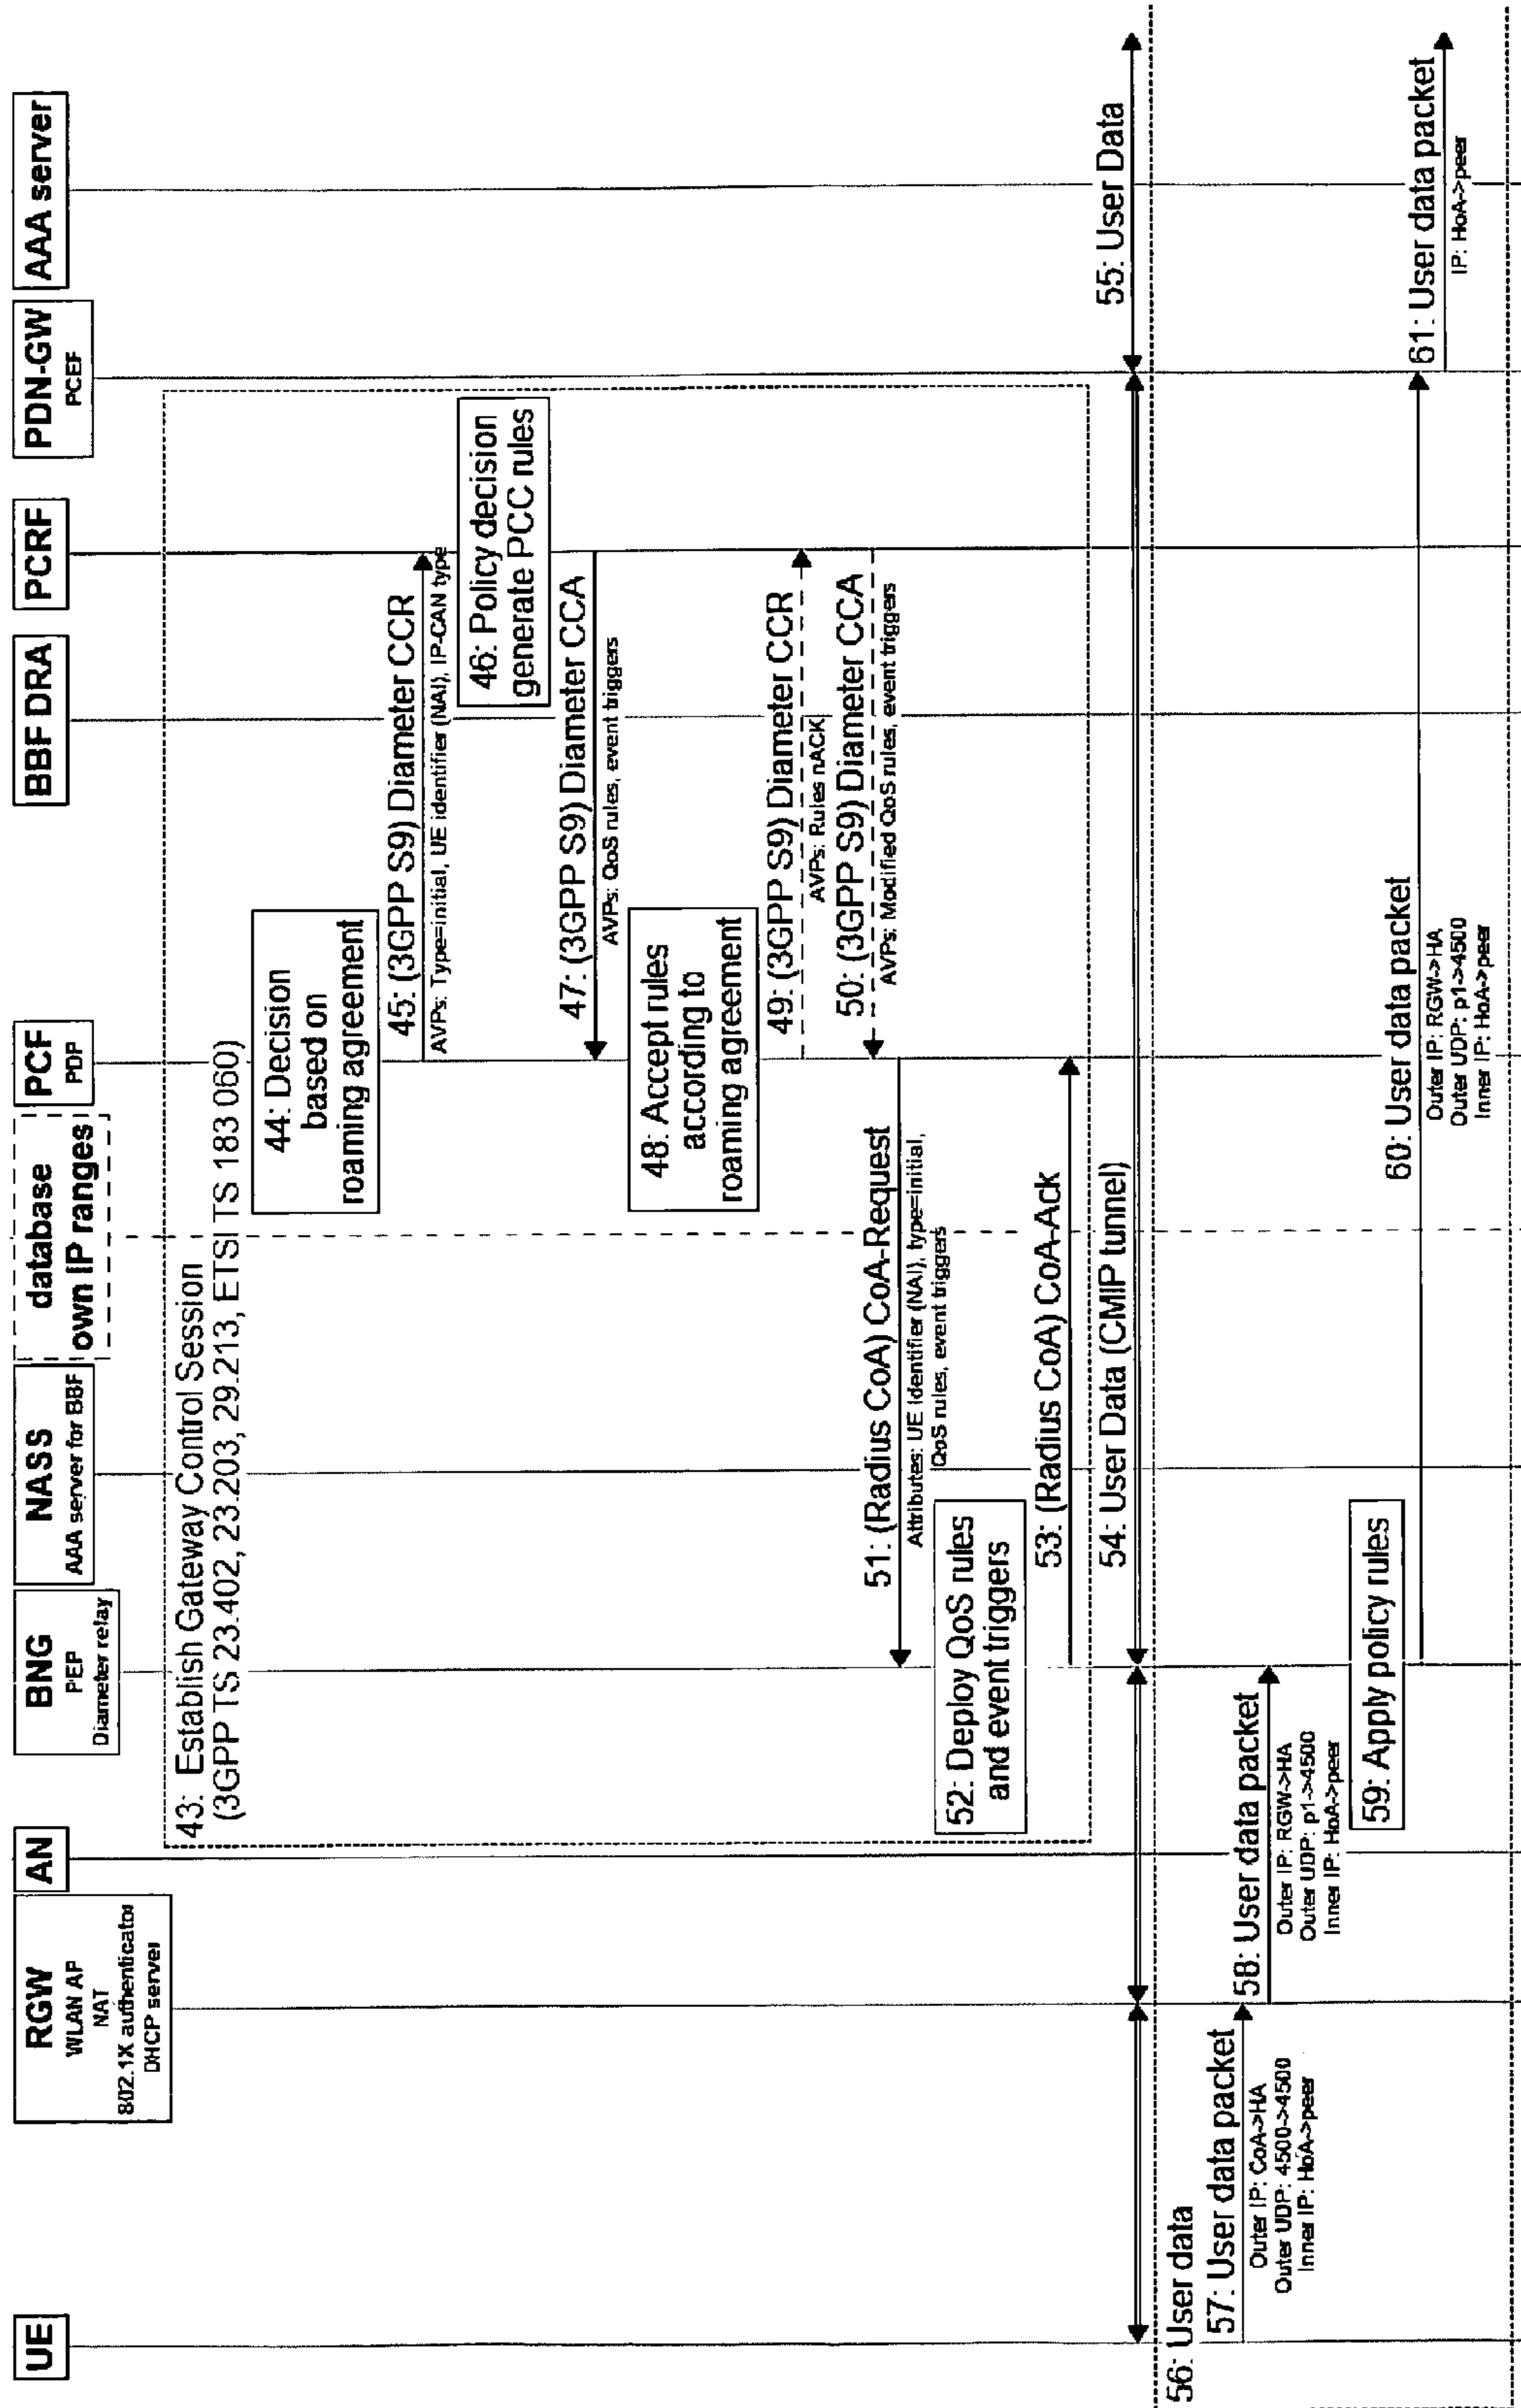 UE
RGW
WLAN AP
NAT
802.1X authenticator
DHCP server
AN
BNG
PEP
Diameter relay
NASS
AAA server for BBF
database
own IP ranges
PCF
PDP
BBF DRA
PCRF
PDN-GW
PCEF
AAA server
43: Establish Gateway Control Session
(3GPP TS 23.402, 23.203, 29.213, ETSI TS 183 060)
44: Decision
based on
roaming agreement
45: (3GPP S9) Diameter CCR
AVPs: Type=initial, UE identifier (NAI), IP-CAN type
46: Policy decision
generate PCC rules
47: (3GPP S9) Diameter CCA
AVPs: QoS rules, event triggers
48: Accept rules
according to
roaming agreement
49: (3GPP S9) Diameter CCR
AVPs: Rules nACK
50: (3GPP S9) Diameter CCA
AVPs: Modified QoS rules, event triggers
51: (Radius CoA) CoA-Request
Attributes: UE identifier (NAI), type=initial,
QoS rules, event triggers
52: Deploy QoS rules
and event triggers
53: (Radius CoA) CoA-Ack
54: User Data (CMIP tunnel)
55: User Data
56: User data
57: User data packet
Outer IP: CoA->HA
Outer UDP: 4500->4500
Inner IP: HoA->peer
58: User data packet
Outer IP: RGW->HA
Outer UDP: p1->4500
Inner IP: HoA->peer
59: Apply policy rules
60: User data packet
Outer IP: RGW->HA
Outer UDP: p1->4500
Inner IP: HoA->peer
61: User data packet
IP: HoA->peer